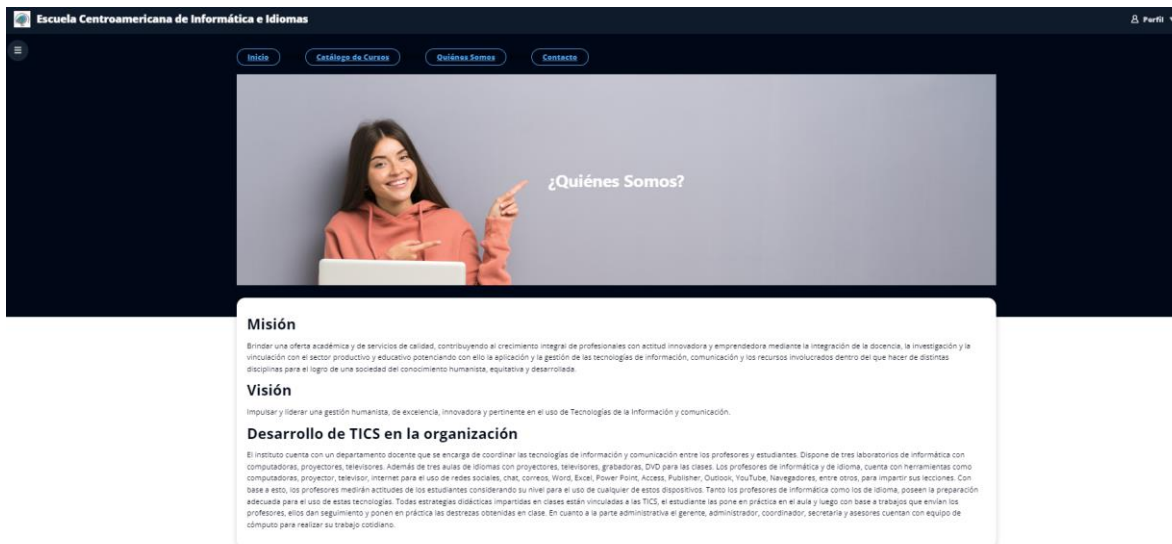 Escuela Centroamericana de Informática e Idiomas
Perfil
Inicio
Catálogo de Cursos
Quiénes Somos
Contacto
¿Quiénes Somos?
Misión
Brindar una oferta académica y de servicios de calidad, contribuyendo al crecimiento integral de profesionales con actitud innovadora y emprendedora mediante la integración de la docencia, la investigación y la
vinculación con el sector productivo y educativo potenciando con ello la aplicación y la gestión de las tecnologías de información, comunicación y los recursos involucrados dentro del que hacer de distintas
disciplinas para el logro de una sociedad del conocimiento humanista, equitativa y desarrollada.
Visión
Impulsar y liderar una gestión humanista, de excelencia, innovadora y pertinente en el uso de Tecnologías de la Información y comunicación.
Desarrollo de TICS en la organización
El instituto cuenta con un departamento docente que se encarga de coordinar las tecnologías de información y comunicación entre los profesores y estudiantes. Dispone de tres laboratorios de informática con
computadoras, proyectores, televisores. Además de tres aulas de idiomas con proyectores, televisores, grabadoras, DVD para las clases. Los profesores de informática y de idioma, cuenta con herramientas como
computadoras, proyector, televisor, internet para el uso de redes sociales, chat, correos, Word, Excel, Power Point, Access, Publisher, Outlook, YouTube, Navegadores, entre otros, para impartir sus lecciones. Con
base a esto, los profesores medirán actitudes de los estudiantes considerando su nivel para el uso de cualquier de estos dispositivos. Tanto los profesores de informática como los de idioma, poseen la preparación
adecuada para el uso de estas tecnologías. Todas estrategias didácticas impartidas en clases están vinculadas a las TICS, el estudiante las pone en práctica en el aula y luego con base a trabajos que envían los
profesores, ellos dan seguimiento y ponen en práctica las destrezas obtenidas en clase. En cuanto a la parte administrativa el gerente, administrador, coordinador, secretaria y asesores cuentan con equipo de
cómputo para realizar su trabajo cotidiano.